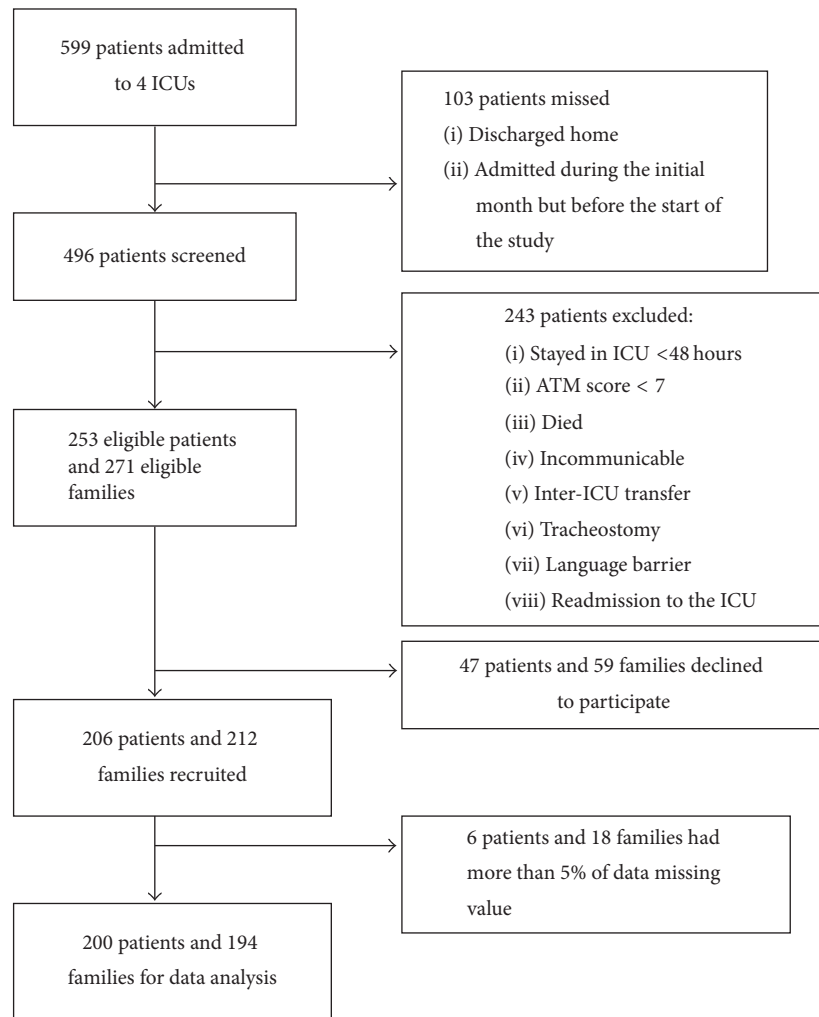 599 patients admitted
to 4 ICUs
103 patients missed
(i) Discharged home
(ii) Admitted during the initial
month but before the start of
the study
496 patients screened
243 patients excluded:
(i) Stayed in ICU <48 hours
(ii) ATM score < 7
(iii) Died
(iv) Incommunicable
(v) Inter-ICU transfer
(vi) Tracheostomy
(vii) Language barrier
(viii) Readmission to the ICU
253 eligible patients
and 271 eligible
families
47 patients and 59 families declined
to participate
206 patients and 212
families recruited
6 patients and 18 families had
more than 5% of data missing
value
200 patients and 194
families for data analysis